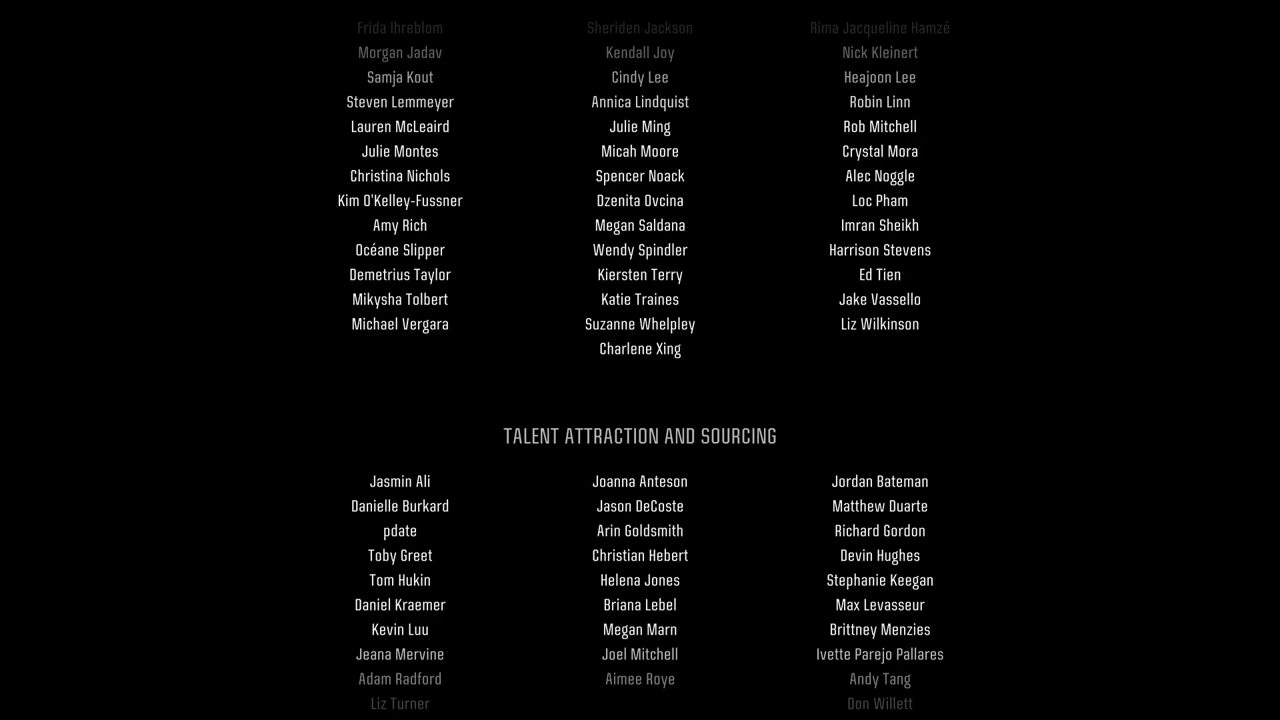 Frida Ihreblom Sheriden Jackson Rima Jacqueline Hamzé
Morgan Jadav Kendall Joy Nick Kleinert
Samja Kout Cindy Lee Heajoon Lee
Steven Lemmeyer Annica Lindquist Robin Linn
Lauren McLeaird Julie Ming Rob Mitchell
Julie Montes Micah Moore Crystal Mora
Christina Nichols Spencer Noack Alec Noggle
Kim O'Kelley-Fussner Dzenita Ovcina Loc Pham
Amy Rich Megan Saldana Imran Sheikh
Océane Slipper Wendy Spindler Harrison Stevens
Demetrius Taylor Kiersten Terry Ed Tien
Mikysha Tolbert Katie Traines Jake Vassello
Michael Vergara Suzanne Whelpley Liz Wilkinson
Charlene Xing
TALENT ATTRACTION AND SOURCING
Jasmin Ali Joanna Anteson Jordan Bateman
Danielle Burkard Jason DeCoste Matthew Duarte
pdate Arin Goldsmith Richard Gordon
Toby Greet Christian Hebert Devin Hughes
Tom Hukin Helena Jones Stephanie Keegan
Daniel Kraemer Briana Lebel Max Levasseur
Kevin Luu Megan Marn Brittney Menzies
Jeana Mervine Joel Mitchell Ivette Parejo Pallares
Adam Radford Aimee Roye Andy Tang
Liz Turner Don Willett